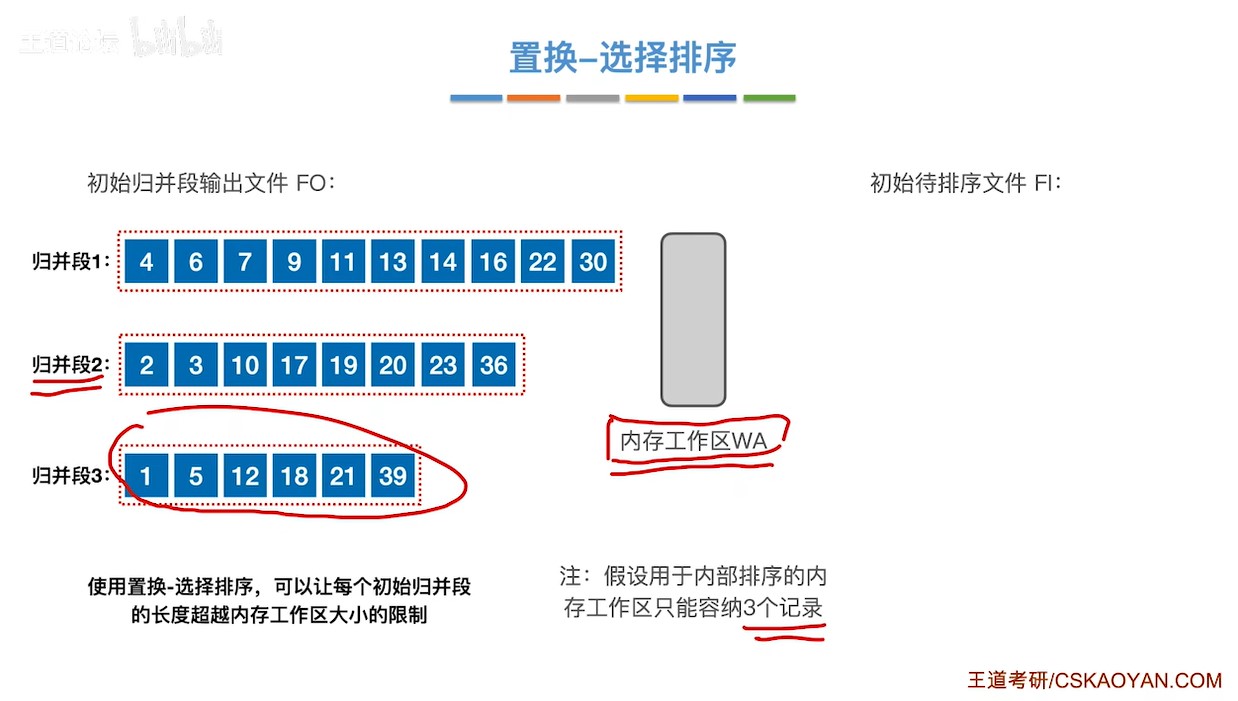 王道论坛 bilibili
置换-选择排序
初始归并段输出文件 FO：
初始待排序文件 FI：
归并段1： 4 6 7 9 11 13 14 16 22 30
归并段2： 2 3 10 17 19 20 23 36
内存工作区WA
归并段3： 1 5 12 18 21 39
使用置换-选择排序，可以让每个初始归并段
的长度超越内存工作区大小的限制
注：假设用于内部排序的内
存工作区只能容纳3个记录
王道考研/CSKAOYAN.COM